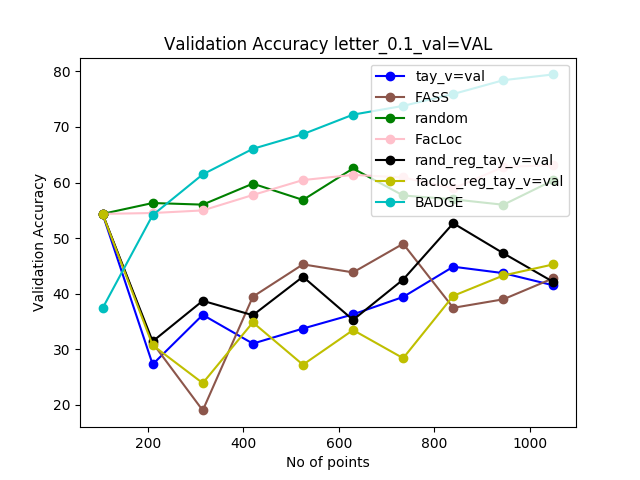 Validation Accuracy letter_0.1_val=VAL
Validation Accuracy
80
70
60
50
40
30
20
200
400
600
800
1000
No of points
tay_v=val
FASS
random
FacLoc
rand_reg_tay_v=val
facloc_reg_tay_v=val
BADGE